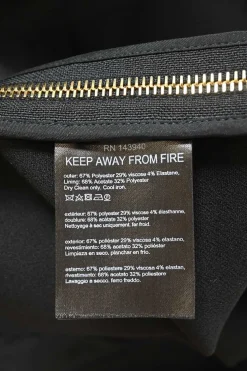 RN 143940
KEEP AWAY FROM FIRE
outer: 67% Polyester 29% viscose 4% Elastane,
Lining: 68% Acetate 32% Polyester
Dry Clean only, Cool iron.
extérieur: 67% Polyester 29% viscose 4% élasthanne,
doublure: 68% acétate 32% Polyester
Nettoyage à sec uniquement, fer froid.
exterior: 67% Poliéster 29% viscosa 4% elastano,
revestimiento: 68% Acetato 32% Poliéster
Limpieza en seco, plancha en frío.
esterno: 67% poliestere 29% viscosa 4% elastan,
rivestimento: 68% acetato 32% poliestere
Lavaggio a secco, ferro freddo.